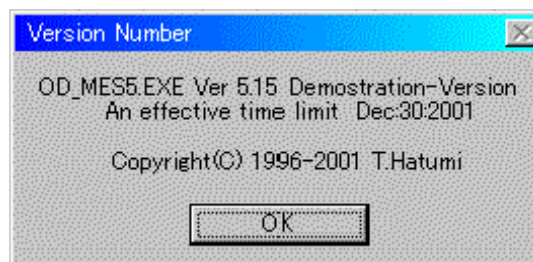 Version Number
OD_MES5.EXE Ver 5.15 Demostration-Version
An effective time limit Dec:30:2001
Copyright(C) 1996-2001 T.Hatumi
OK